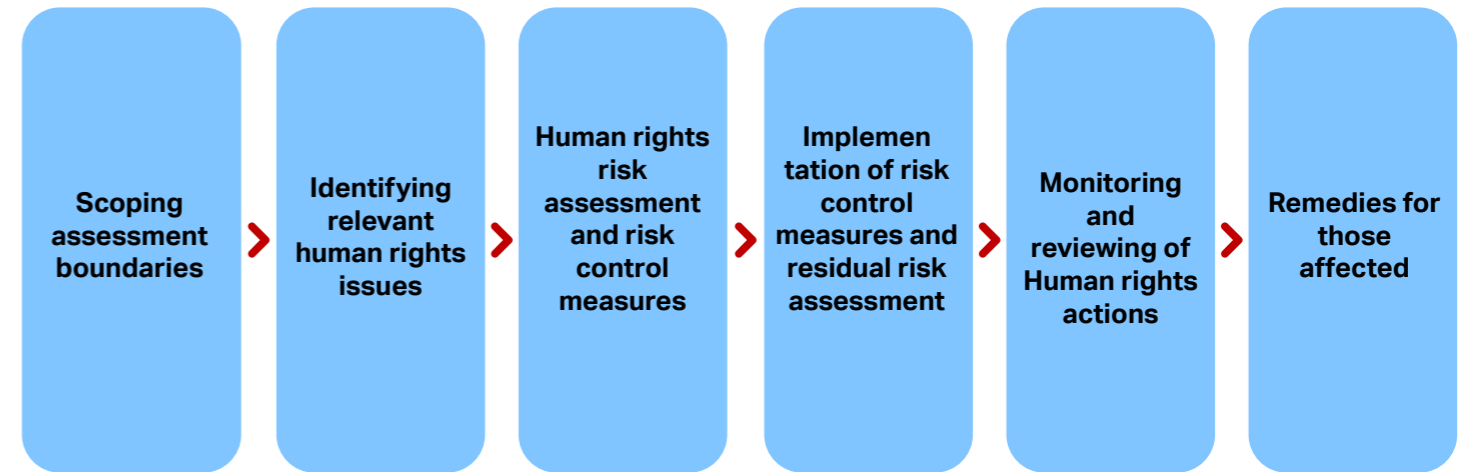 Scoping
assessment
boundaries
Identifying
relevant
human rights
issues
Human rights
risk
assessment
and risk
control
measures
Implemen
tation of risk
control
measures and
residual risk
assessment
Monitoring
and
reviewing of
Human rights
actions
Remedies for
those
affected